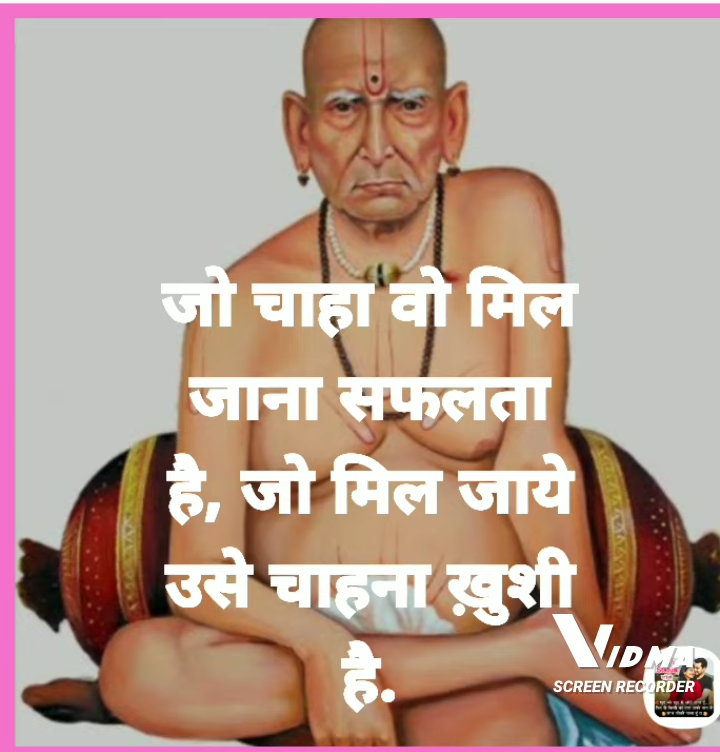 जो चाहा वो मिल
जाना सफलता
है, जो मिल जाये
उसे चाहना ख़ुशी
है.
VIDMA
SCREEN RECORDER